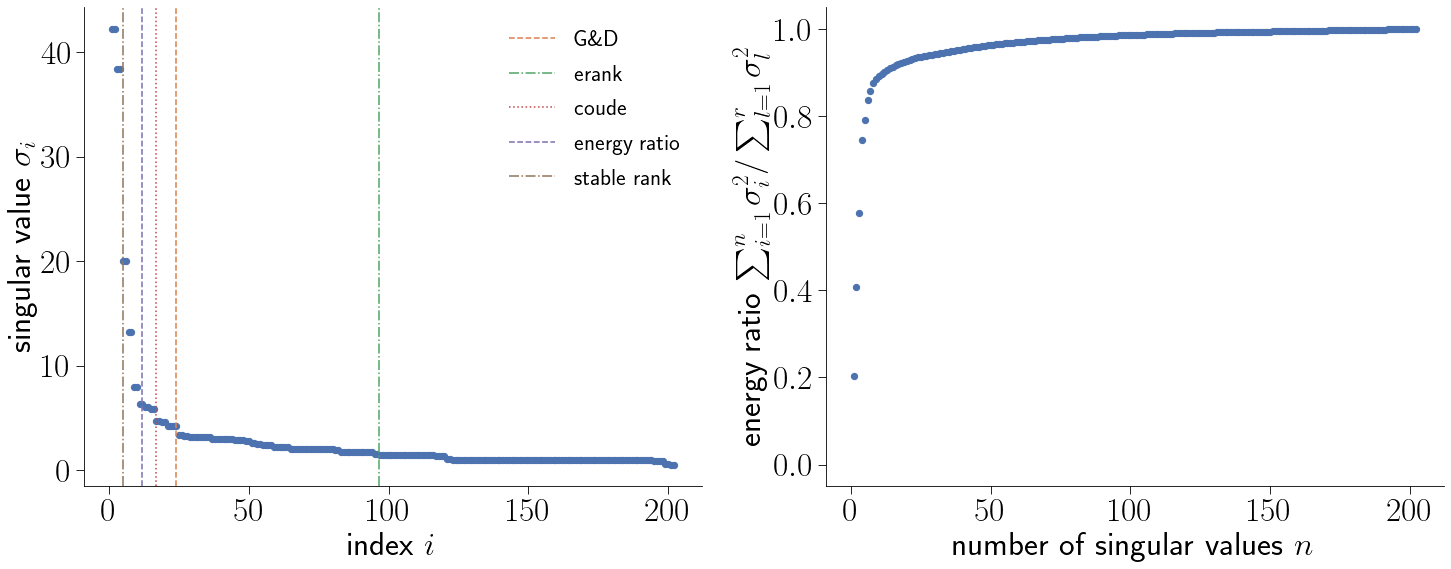 singular value σ_i
40
30
20
10
0
0 50 100 150 200
index i
G&D
erank
coude
energy ratio
stable rank
energy ratio ∑_{i=1}^{n} σ_i^2 / ∑_{l=1}^{r} σ_l^2
1.0
0.8
0.6
0.4
0.2
0.0
0 50 100 150 200
number of singular values n